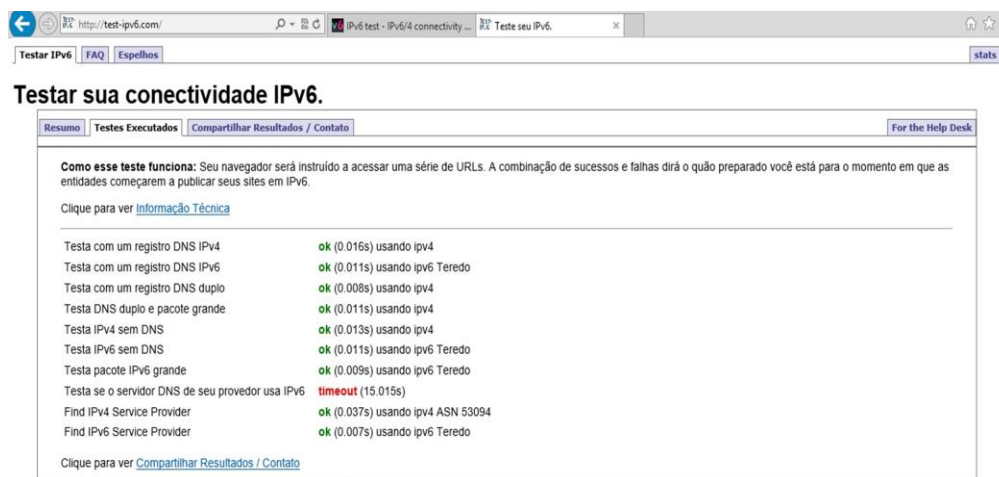 http://test-ipv6.com/
IPv6 test - IPv6/4 connectivity ...
Teste seu IPv6.
Testar IPv6 FAQ Espelhos stats
Testar sua conectividade IPv6.
Resumo Testes Executados Compartilhar Resultados / Contato For the Help Desk
Como esse teste funciona: Seu navegador será instruído a acessar uma série de URLs. A combinação de sucessos e falhas dirá o quão preparado você está para o momento em que as
entidades começarem a publicar seus sites em IPv6.
Clique para ver Informação Técnica
Testa com um registro DNS IPv4 ok (0.016s) usando ipv4
Testa com um registro DNS IPv6 ok (0.011s) usando ipv6 Teredo
Testa com um registro DNS duplo ok (0.008s) usando ipv4
Testa DNS duplo e pacote grande ok (0.011s) usando ipv4
Testa IPv4 sem DNS ok (0.013s) usando ipv4
Testa IPv6 sem DNS ok (0.011s) usando ipv6 Teredo
Testa pacote IPv6 grande ok (0.009s) usando ipv6 Teredo
Testa se o servidor DNS de seu provedor usa IPv6 timeout (15.015s)
Find IPv4 Service Provider ok (0.037s) usando ipv4 ASN 53094
Find IPv6 Service Provider ok (0.007s) usando ipv6 Teredo
Clique para ver Compartilhar Resultados / Contato